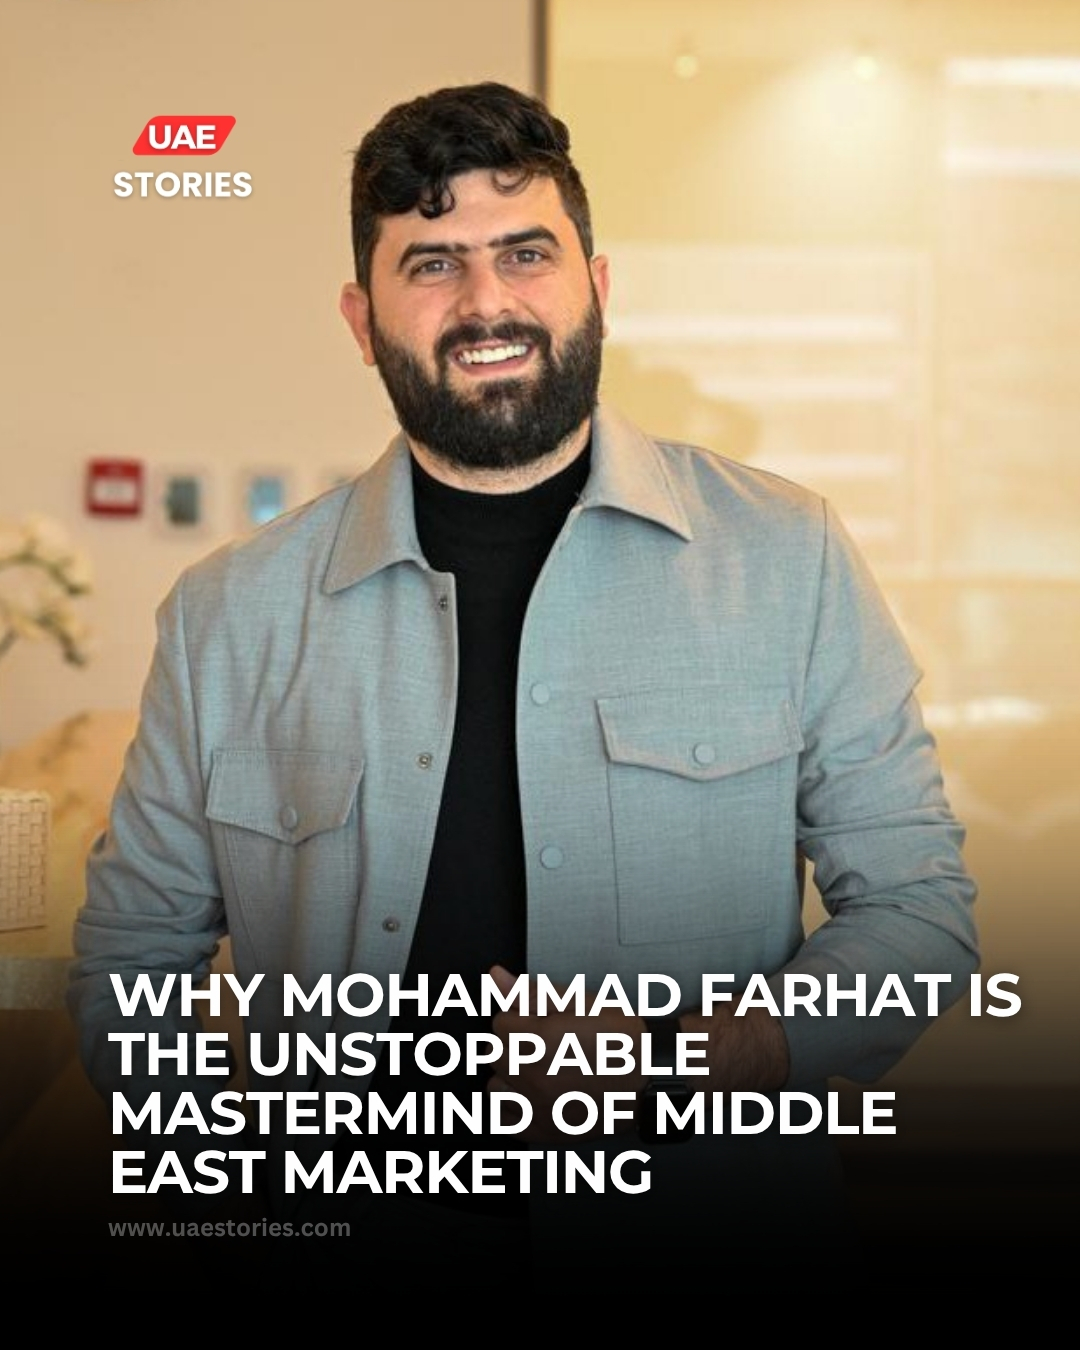 UAE
STORIES
WHY MOHAMMAD FARHAT IS
THE UNSTOPPABLE
MASTERMIND OF MIDDLE
EAST MARKETING
www.uaestories.com